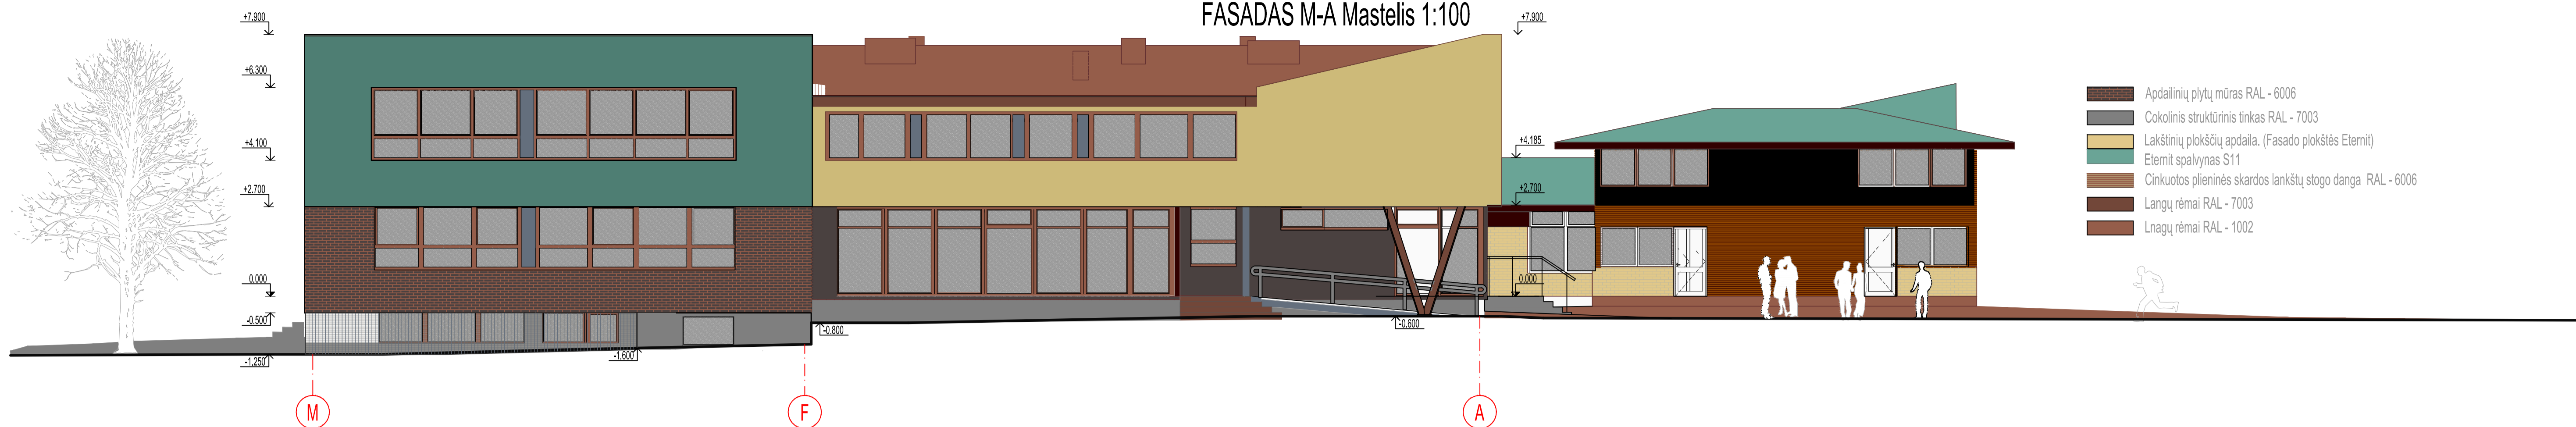 FASADAS M-A Mastelis 1:100
+7.900
+6.300
+4,100
+2.700
0.000
-0.500
-1.250
-1.600
-0.800
-0.600
+7.900
+4.185
+2.700
0.000
M
F
A
Apdailinių plytų mūras RAL - 6006
Cokolinis struktūrinis tinkas RAL - 7003
Lakštinių plokščių apdaila. (Fasado plokštės Eternit)
Eternit spalvynas S11
Cinkuotos plieninės skardos lankštų stogo danga RAL - 6006
Langų rėmai RAL - 7003
Lnagų rėmai RAL - 1002